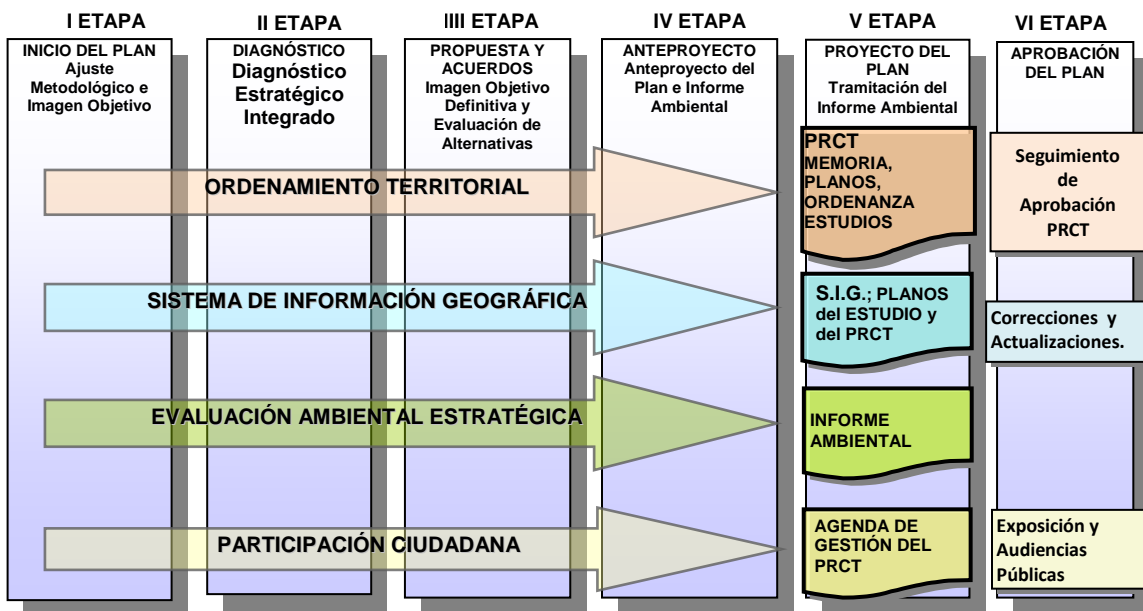 I ETAPA
INICIO DEL PLAN
Ajuste
Metodológico e
Imagen Objetivo
II ETAPA
DIAGNÓSTICO
Diagnóstico
Estratégico
Integrado
IIII ETAPA
PROPUESTA Y
ACUERDOS
Imagen Objetivo
Definitiva y
Evaluación de
Alternativas
IV ETAPA
ANTEPROYECTO
Anteproyecto del
Plan e Informe
Ambiental
V ETAPA
PROYECTO DEL
PLAN
Tramitación del
Informe Ambiental
VI ETAPA
APROBACIÓN
DEL PLAN
ORDENAMIENTO TERRITORIAL
PRCT
MEMORIA,
PLANOS,
ORDENANZA
ESTUDIOS
Seguimiento
de
Aprobación
PRCT
SISTEMA DE INFORMACIÓN GEOGRÁFICA
S.I.G.; PLANOS
del ESTUDIO y
del PRCT
Correcciones y
Actualizaciones.
EVALUACIÓN AMBIENTAL ESTRATÉGICA
INFORME
AMBIENTAL
PARTICIPACIÓN CIUDADANA
AGENDA DE
GESTIÓN DEL
PRCT
Exposición y
Audiencias
Públicas